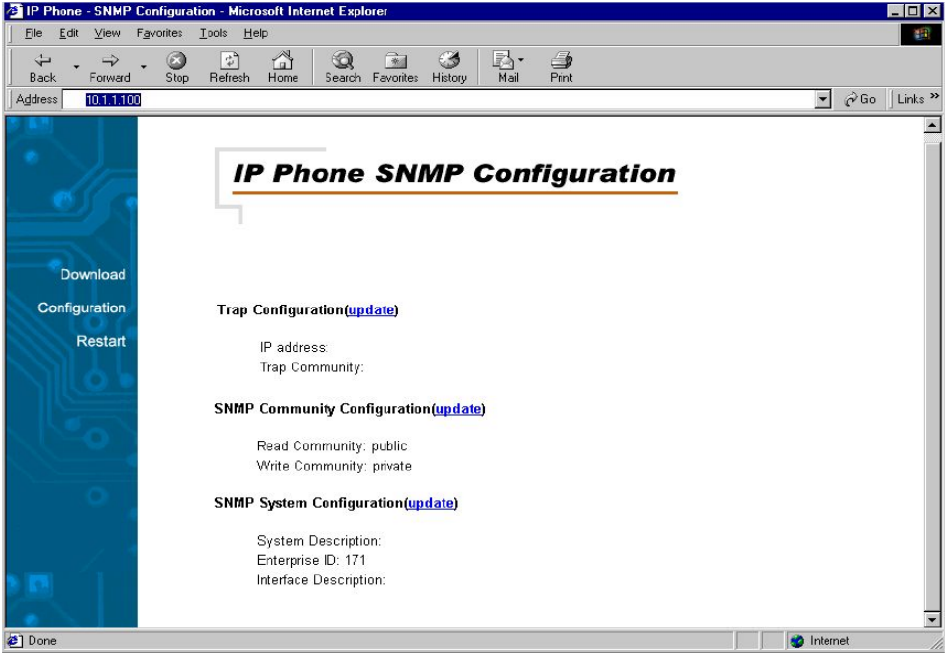 IP Phone - SNMP Configuration - Microsoft Internet Explorer
File Edit View Favorites Tools Help
Back Forward Stop Refresh Home Search Favorites History Mail Print
Address 10.1.1.100 Go Links »
IP Phone SNMP Configuration
Download
Configuration
Restart
Trap Configuration(update)
IP address:
Trap Community:
SNMP Community Configuration(update)
Read Community: public
Write Community: private
SNMP System Configuration(update)
System Description:
Enterprise ID: 171
Interface Description:
Done Internet